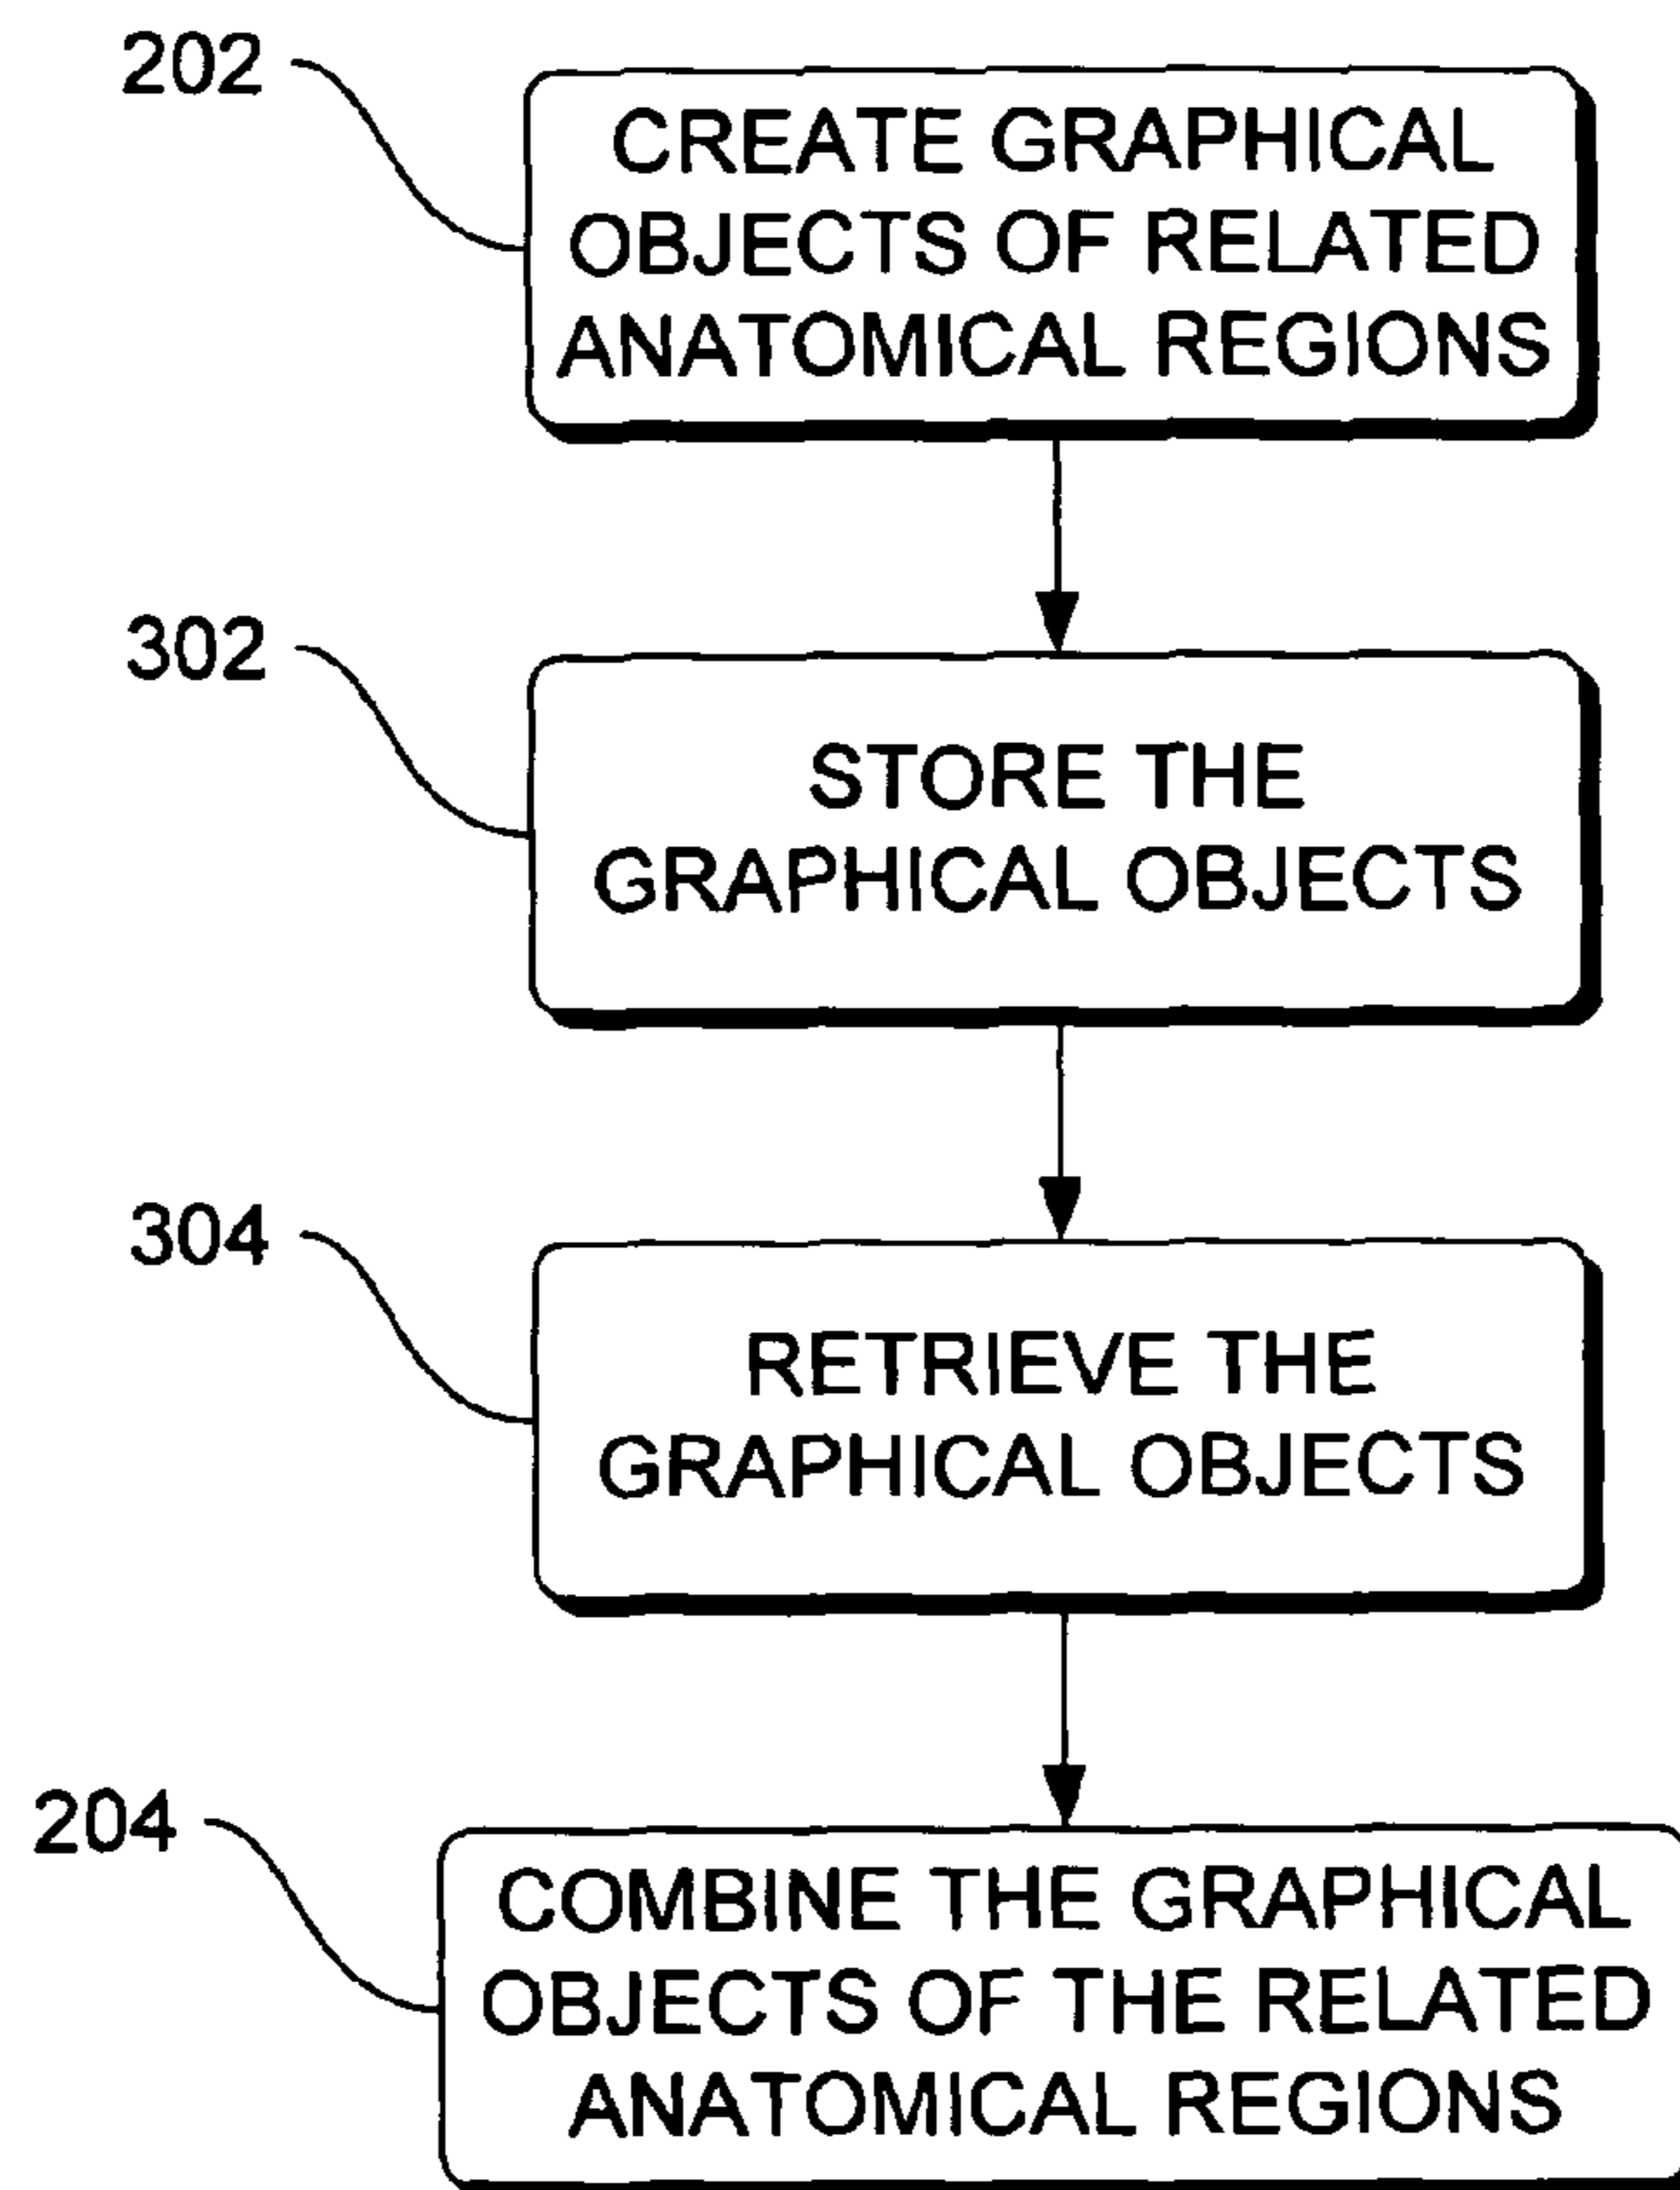 202
CREATE GRAPHICAL
OBJECTS OF RELATED
ANATOMICAL REGIONS
302
STORE THE
GRAPHICAL OBJECTS
304
RETRIEVE THE
GRAPHICAL OBJECTS
204
COMBINE THE GRAPHICAL
OBJECTS OF THE RELATED
ANATOMICAL REGIONS